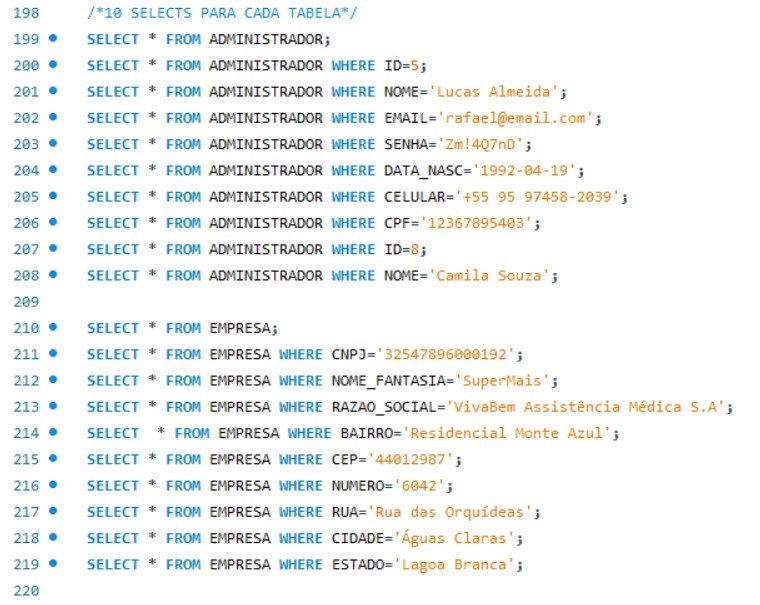 198 /*10 SELECTS PARA CADA TABELA*/
199 SELECT * FROM ADMINISTRADOR;
200 SELECT * FROM ADMINISTRADOR WHERE ID=5;
201 SELECT * FROM ADMINISTRADOR WHERE NOME='Lucas Almeida';
202 SELECT * FROM ADMINISTRADOR WHERE EMAIL='rafael@email.com';
203 SELECT * FROM ADMINISTRADOR WHERE SENHA='Zm!4Q7nD';
204 SELECT * FROM ADMINISTRADOR WHERE DATA_NASC='1992-04-19';
205 SELECT * FROM ADMINISTRADOR WHERE CELULAR='+55 95 97458-2039';
206 SELECT * FROM ADMINISTRADOR WHERE CPF='12367895403';
207 SELECT * FROM ADMINISTRADOR WHERE ID=8;
208 SELECT * FROM ADMINISTRADOR WHERE NOME='Camila Souza';
209
210 SELECT * FROM EMPRESA;
211 SELECT * FROM EMPRESA WHERE CNPJ='32547896000192';
212 SELECT * FROM EMPRESA WHERE NOME_FANTASIA='SuperMais';
213 SELECT * FROM EMPRESA WHERE RAZAO_SOCIAL='VivaBem Assistência Médica S.A';
214 SELECT  * FROM EMPRESA WHERE BAIRRO='Residencial Monte Azul';
215 SELECT * FROM EMPRESA WHERE CEP='44012987';
216 SELECT * FROM EMPRESA WHERE NUMERO='6042';
217 SELECT * FROM EMPRESA WHERE RUA='Rua das Orquídeas';
218 SELECT * FROM EMPRESA WHERE CIDADE='Águas Claras';
219 SELECT * FROM EMPRESA WHERE ESTADO='Lagoa Branca';
220